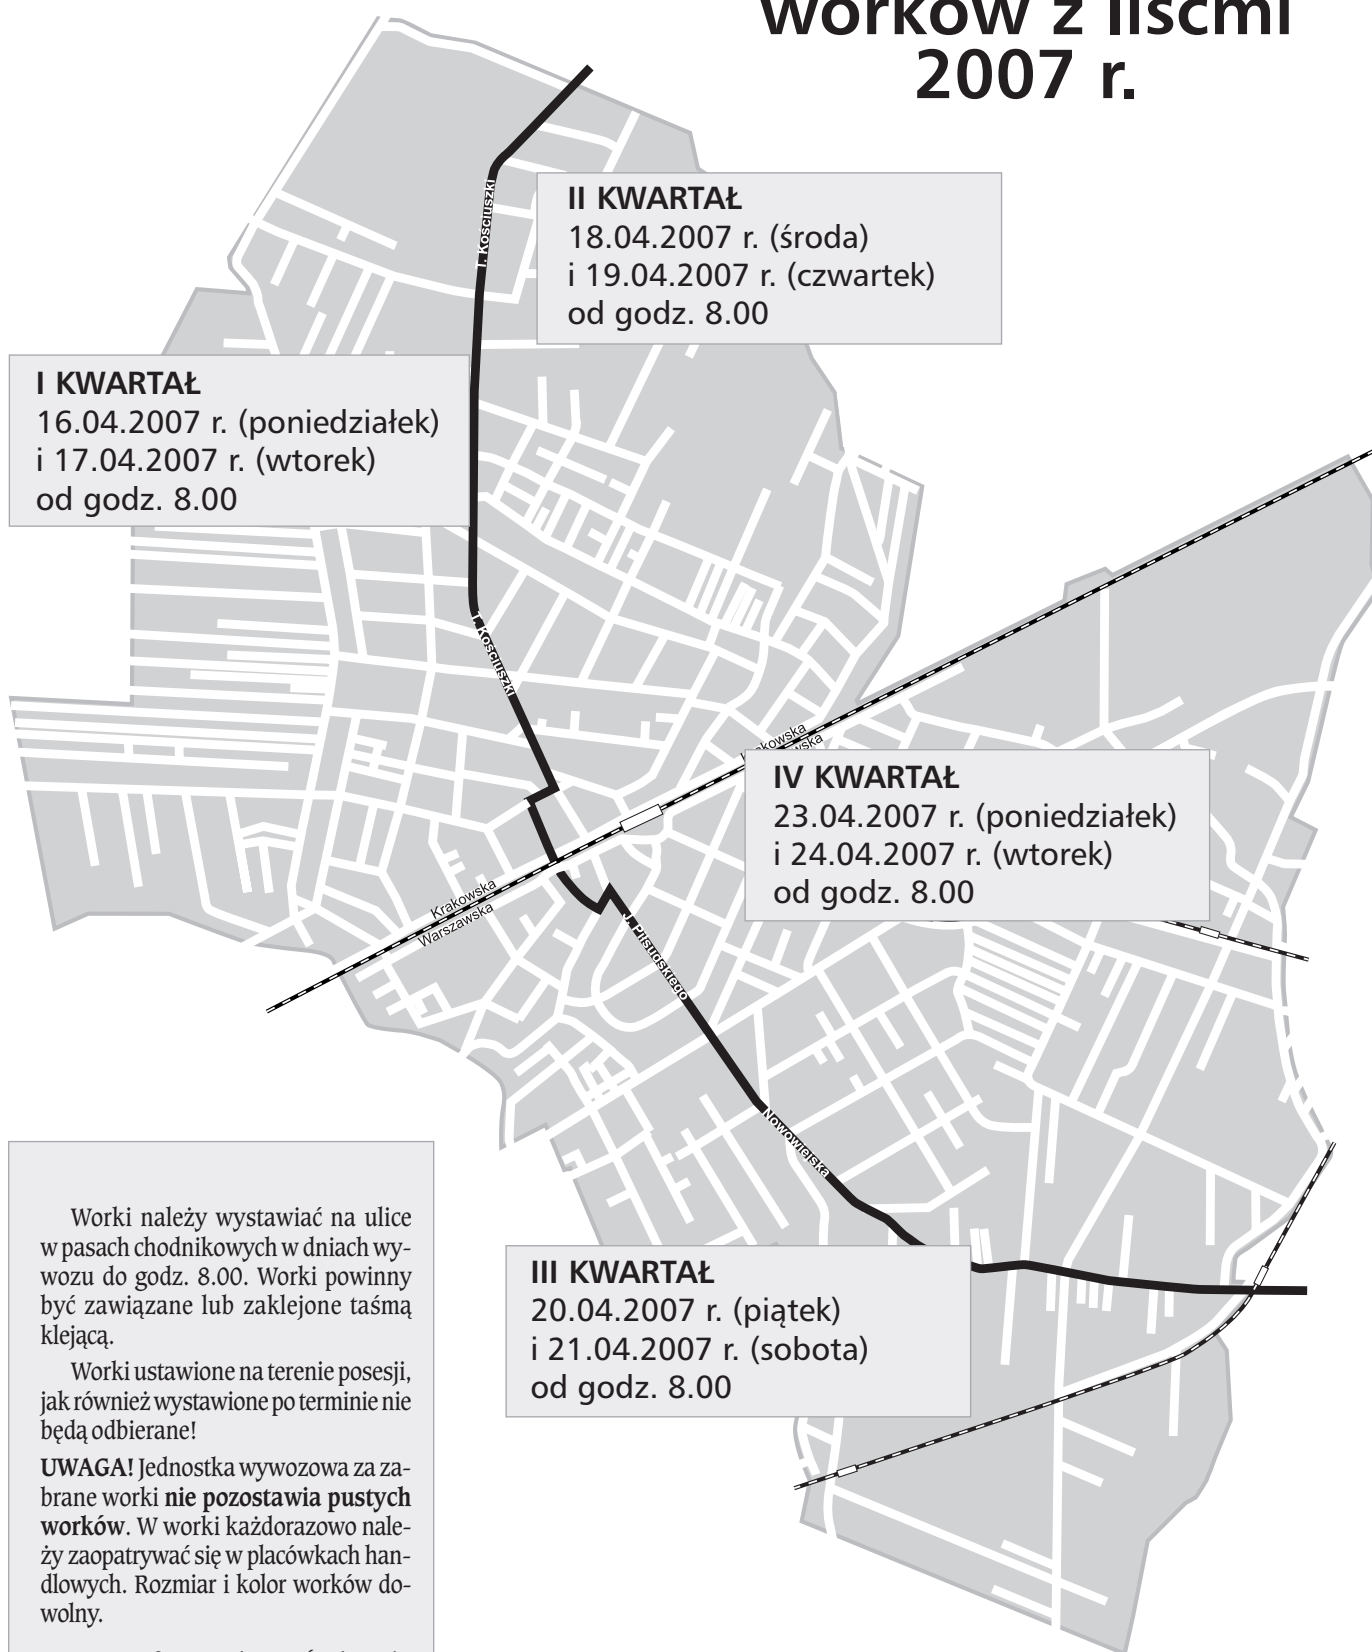 worków z liśćmi
2007 r.
T. Kościuszki
II KWARTAŁ
18.04.2007 r. (środa)
i 19.04.2007 r. (czwartek)
od godz. 8.00
I KWARTAŁ
16.04.2007 r. (poniedziałek)
i 17.04.2007 r. (wtorek)
od godz. 8.00
T. Kościuszki
Krakowska
IV KWARTAŁ
23.04.2007 r. (poniedziałek)
i 24.04.2007 r. (wtorek)
od godz. 8.00
Krakowska
Warszawska
J. Piłsudskiego
Nowowiejska
III KWARTAŁ
20.04.2007 r. (piątek)
i 21.04.2007 r. (sobota)
od godz. 8.00
Worki należy wystawiać na ulice
w pasach chodnikowych w dniach wy-
wozu do godz. 8.00. Worki powinny
być zawiązane lub zaklejone taśmą
klejącą.
Worki ustawione na terenie posesji,
jak również wystawione po terminie nie
będą odbierane!
UWAGA! Jednostka wywozowa za za-
brane worki nie pozostawia pustych
worków. W worki każdorazowo nale-
ży zaopatrywać się w placówkach han-
dlowych. Rozmiar i kolor worków do-
wolny.